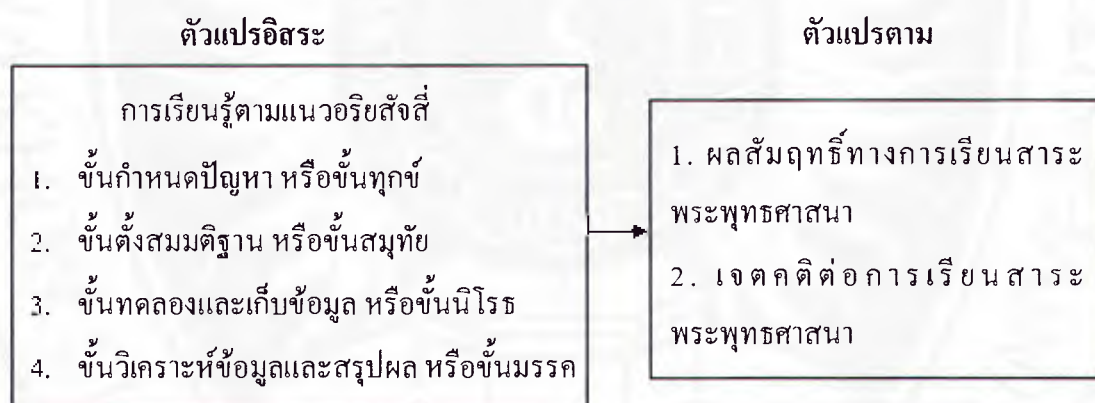 ตัวแปรอิสระ
การเรียนรู้ตามแนวอริยสัจสี่
1. ขั้นกำหนดปัญหา หรือขั้นทุกข์
2. ขั้นตั้งสมมติฐาน หรือขั้นสมุทัย
3. ขั้นทดลองและเก็บข้อมูล หรือขั้นนิโรธ
4. ขั้นวิเคราะห์ข้อมูลและสรุปผล หรือขั้นมรรค
ตัวแปรตาม
1. ผลสัมฤทธิ์ทางการเรียนสาระ
พระพุทธศาสนา
2. เจตคติต่อการเรียนสาระ
พระพุทธศาสนา